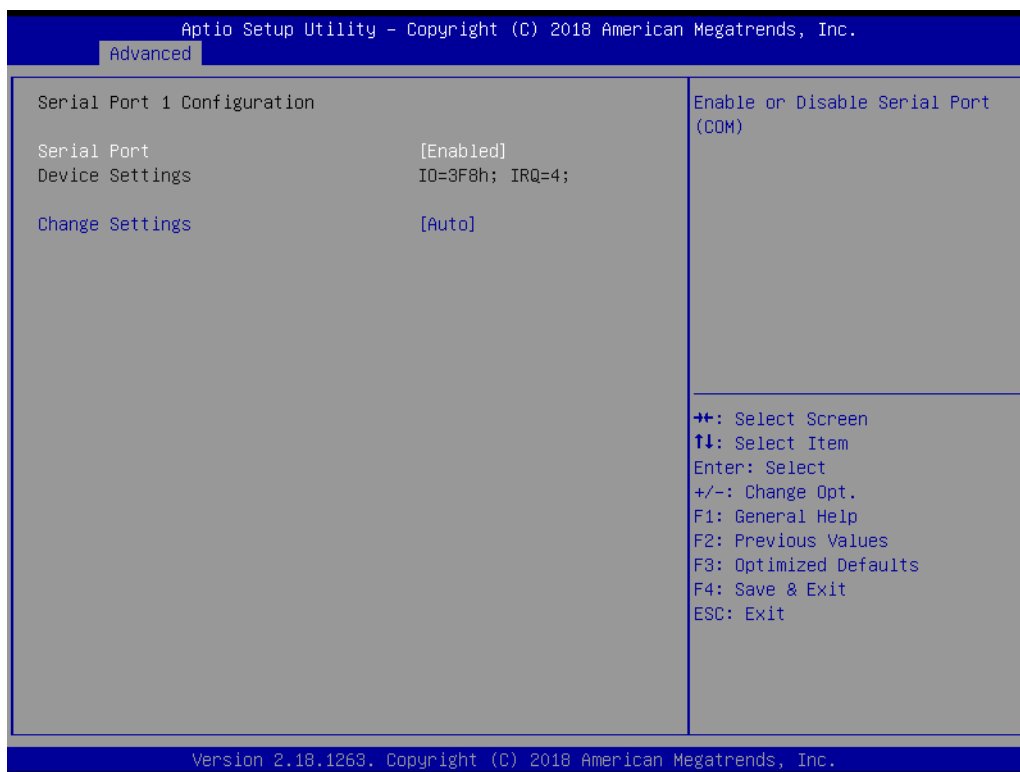 Aptio Setup Utility – Copyright (C) 2018 American Megatrends, Inc.
Advanced
Serial Port 1 Configuration
Serial Port [Enabled]
Device Settings IO=3F8h; IRQ=4;
Change Settings [Auto]
Enable or Disable Serial Port
(COM)
→←: Select Screen
↑↓: Select Item
Enter: Select
+/-: Change Opt.
F1: General Help
F2: Previous Values
F3: Optimized Defaults
F4: Save & Exit
ESC: Exit
Version 2.18.1263. Copyright (C) 2018 American Megatrends, Inc.